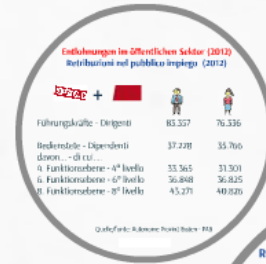 Entlohnungen im öffentlichen Sektor (2012)
Retribuzioni nel pubblico impiego (2012)
+
Führungskräfte - Dirigenti 83.357 76.336
Bedienstete - Dipendenti 37.228 35.766
davon... - di cui...
4. Funktionsebene - 4° livello 33.365 31.301
6. Funktionsebene - 6° livello 36.848 36.825
8. Funktionsebene - 8° livello 43.271 40.826
Quelle/fonte: Autonome Provinz Bozen - PAB
R